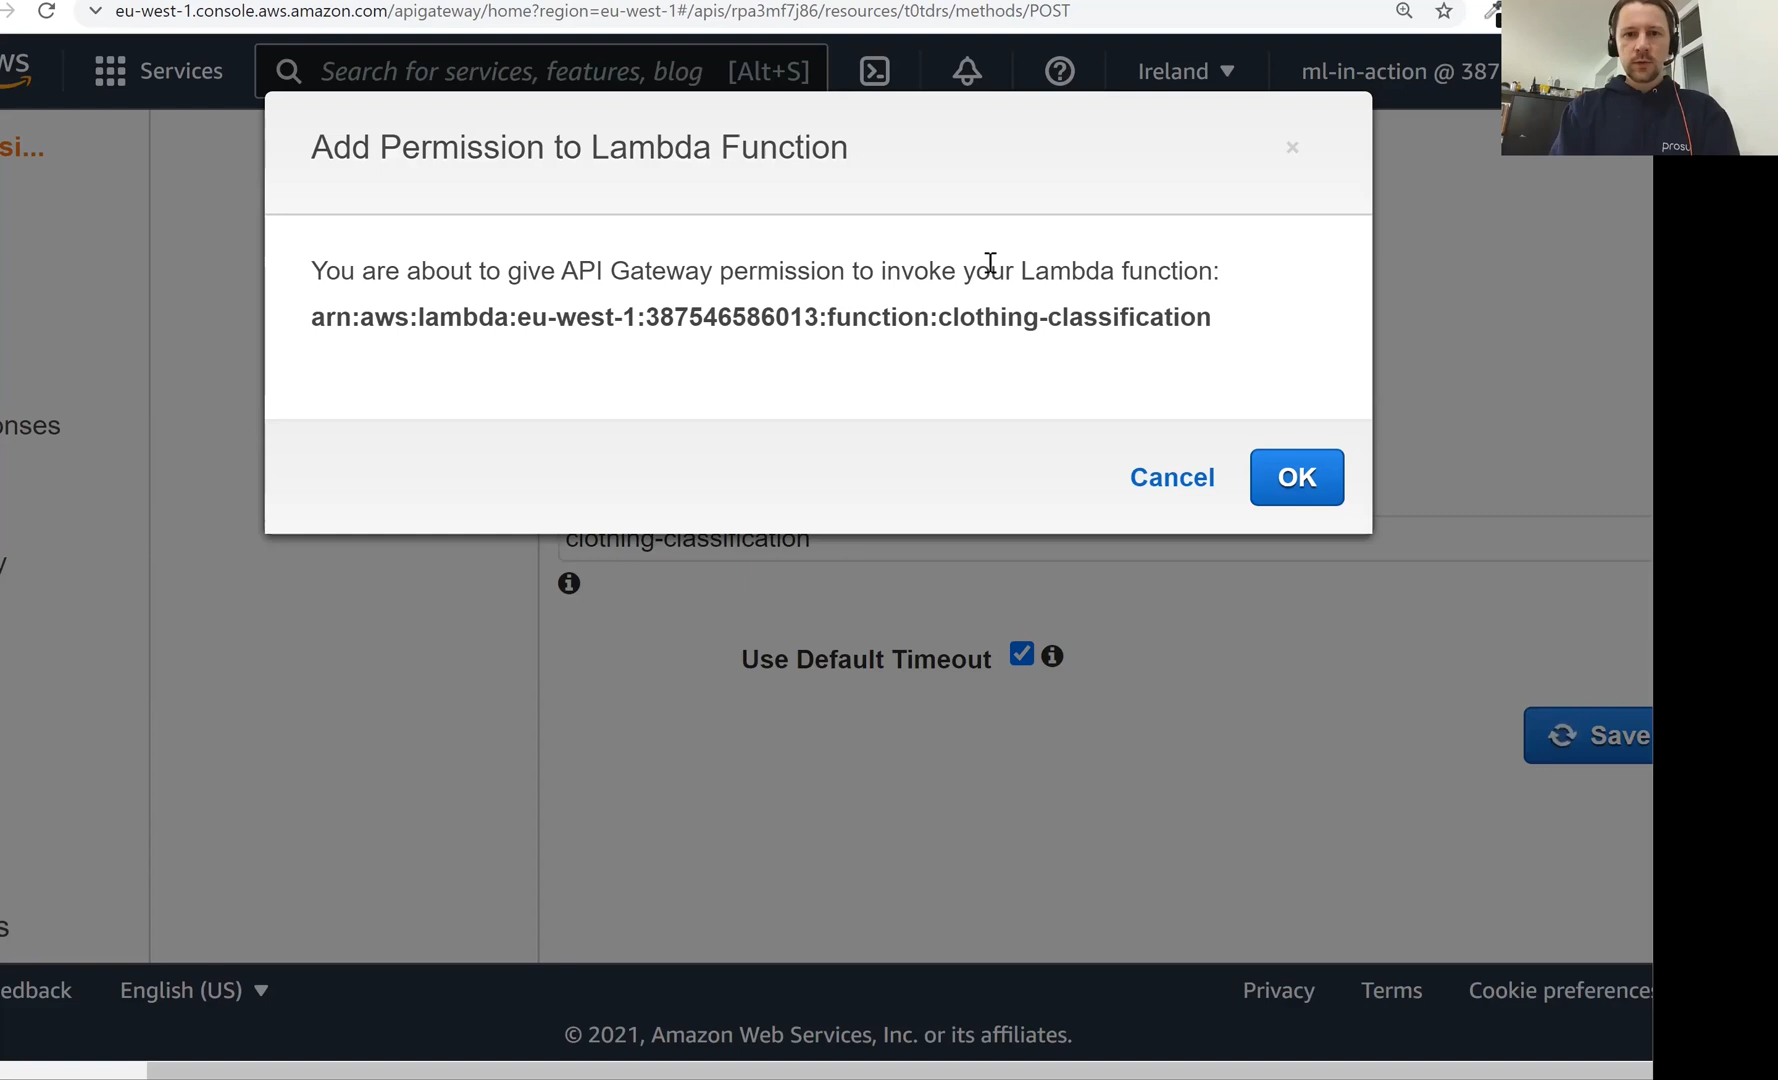 eu-west-1.console.aws.amazon.com/apigateway/home?region=eu-west-1#/apis/rpa3mf7j86/resources/t0tdrs/methods/POST
Services
Search for services, features, blog
[Alt+S]
Ireland
ml-in-action @ 387
Add Permission to Lambda Function
You are about to give API Gateway permission to invoke your Lambda function:
arn:aws:lambda:eu-west-1:387546586013:function:clothing-classification
Cancel
OK
clothing-classification
Use Default Timeout
Save
English (US)
Privacy
Terms
Cookie preferences
© 2021, Amazon Web Services, Inc. or its affiliates.